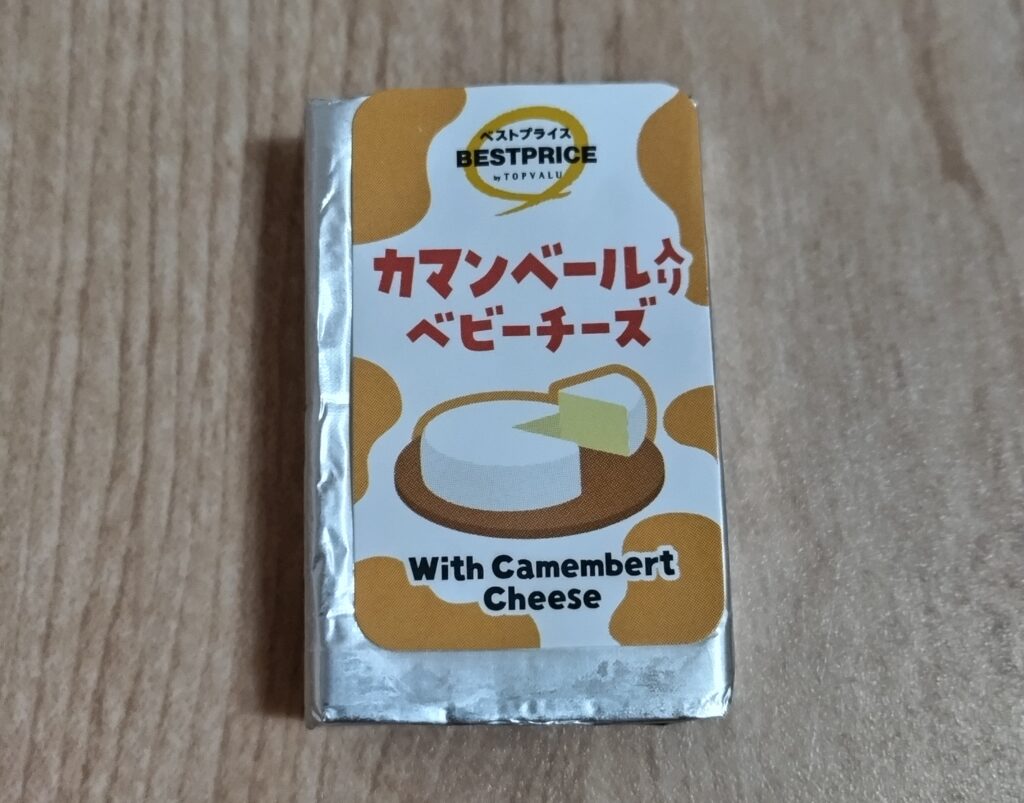 ベストプライス
BESTPRICE
by TOPVALU
カマンベール入り
ベビーチーズ
With Camembert
Cheese